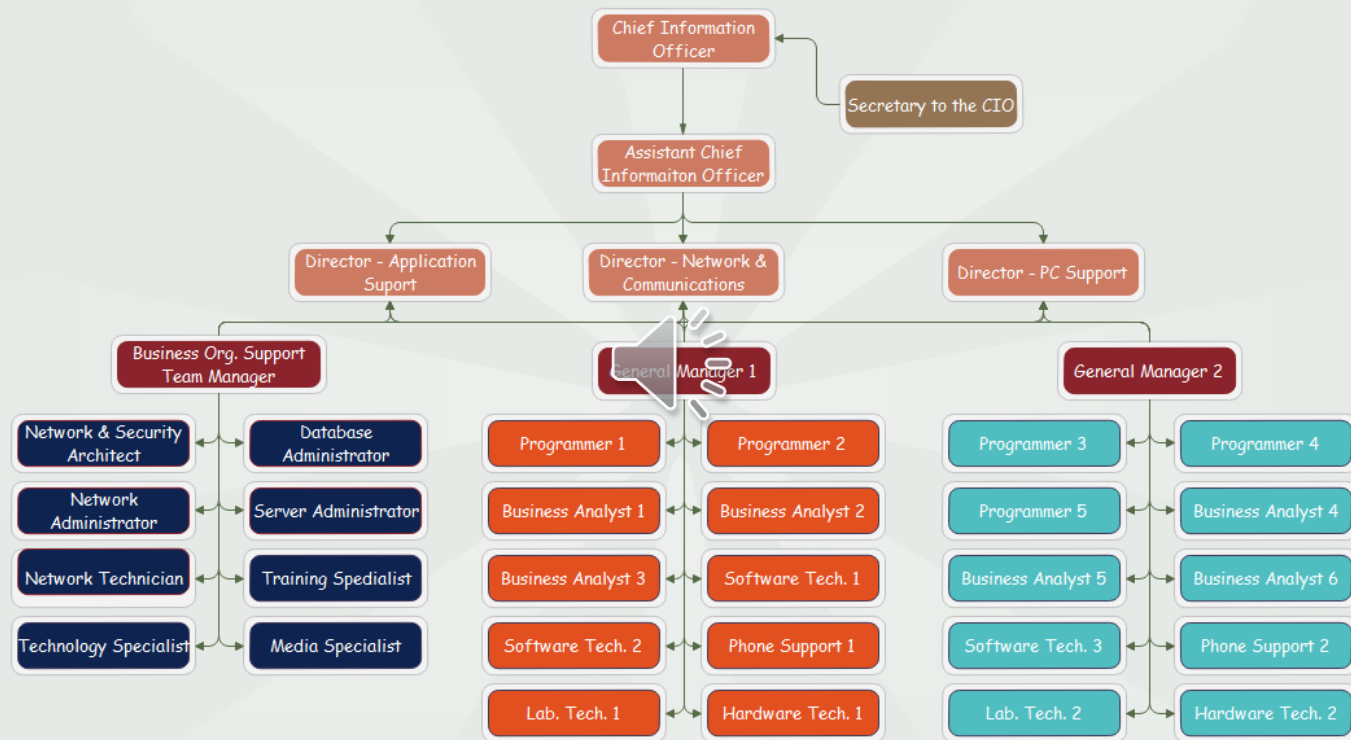 Chief Information
Officer
Secretary to the CIO
Assistant Chief
Informaiton Officer
Director - Application
Suport
Director - Network &
Communications
Director - PC Support
Business Org. Support
Team Manager
General Manager 1
General Manager 2
Network & Security
Architect
Database
Administrator
Network
Administrator
Server Administrator
Network Technician
Training Spedialist
Technology Specialist
Media Specialist
Programmer 1
Programmer 2
Business Analyst 1
Business Analyst 2
Business Analyst 3
Software Tech. 1
Software Tech. 2
Phone Support 1
Lab. Tech. 1
Hardware Tech. 1
Programmer 3
Programmer 4
Programmer 5
Business Analyst 4
Business Analyst 5
Business Analyst 6
Software Tech. 3
Phone Support 2
Lab. Tech. 2
Hardware Tech. 2